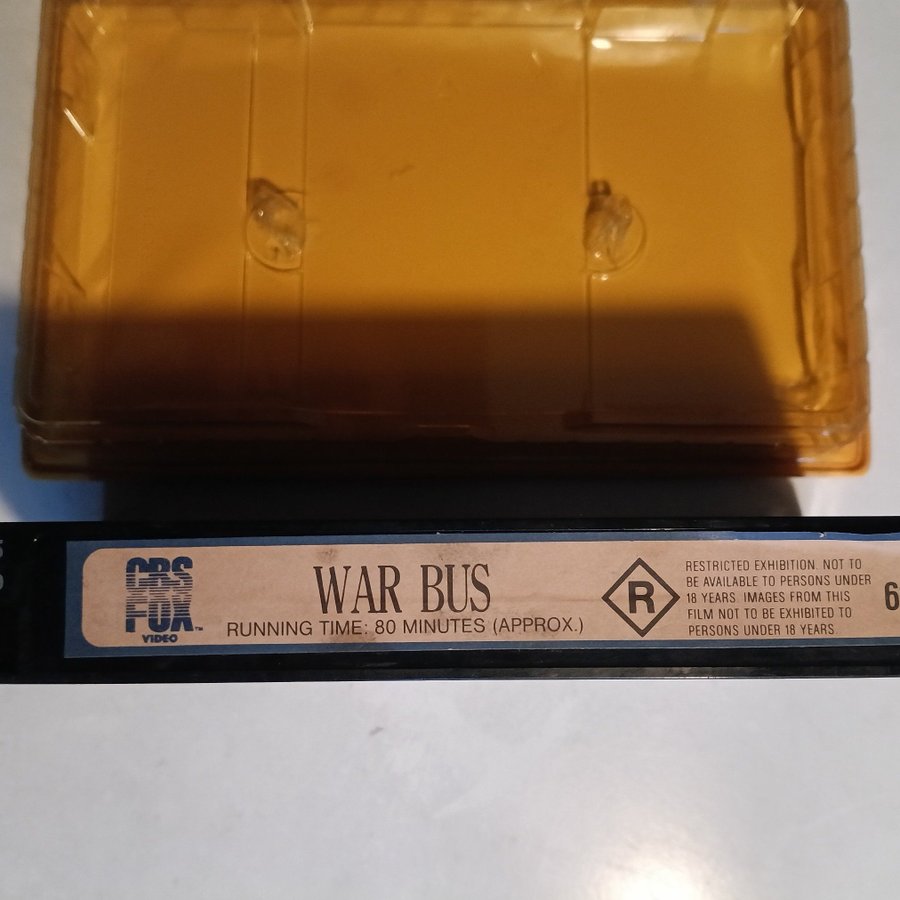 CBS
FOX
VIDEO
WAR BUS
RUNNING TIME: 80 MINUTES (APPROX.)
R
RESTRICTED EXHIBITION. NOT TO
BE AVAILABLE TO PERSONS UNDER
18 YEARS. IMAGES FROM THIS
FILM NOT TO BE EXHIBITED TO
PERSONS UNDER 18 YEARS.
6